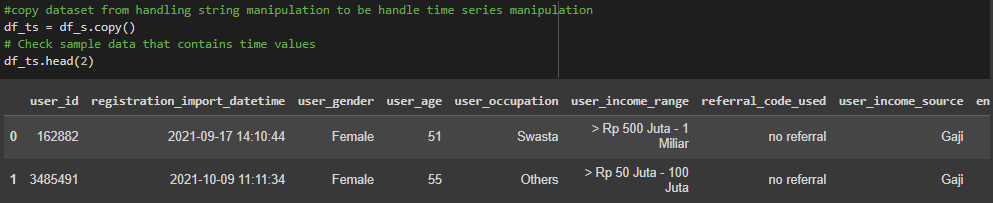 #copy dataset from handling string manipulation to be handle time series manipulation
df_ts = df_s.copy()
# Check sample data that contains time values
df_ts.head(2)
user_id registration_import_datetime user_gender user_age user_occupation user_income_range referral_code_used user_income_source en
0 162882 2021-09-17 14:10:44 Female 51 Swasta > Rp 500 Juta - 1 no referral Gaji
Miliar
1 3485491 2021-10-09 11:11:34 Female 55 Others > Rp 50 Juta - 100 no referral Gaji
Juta